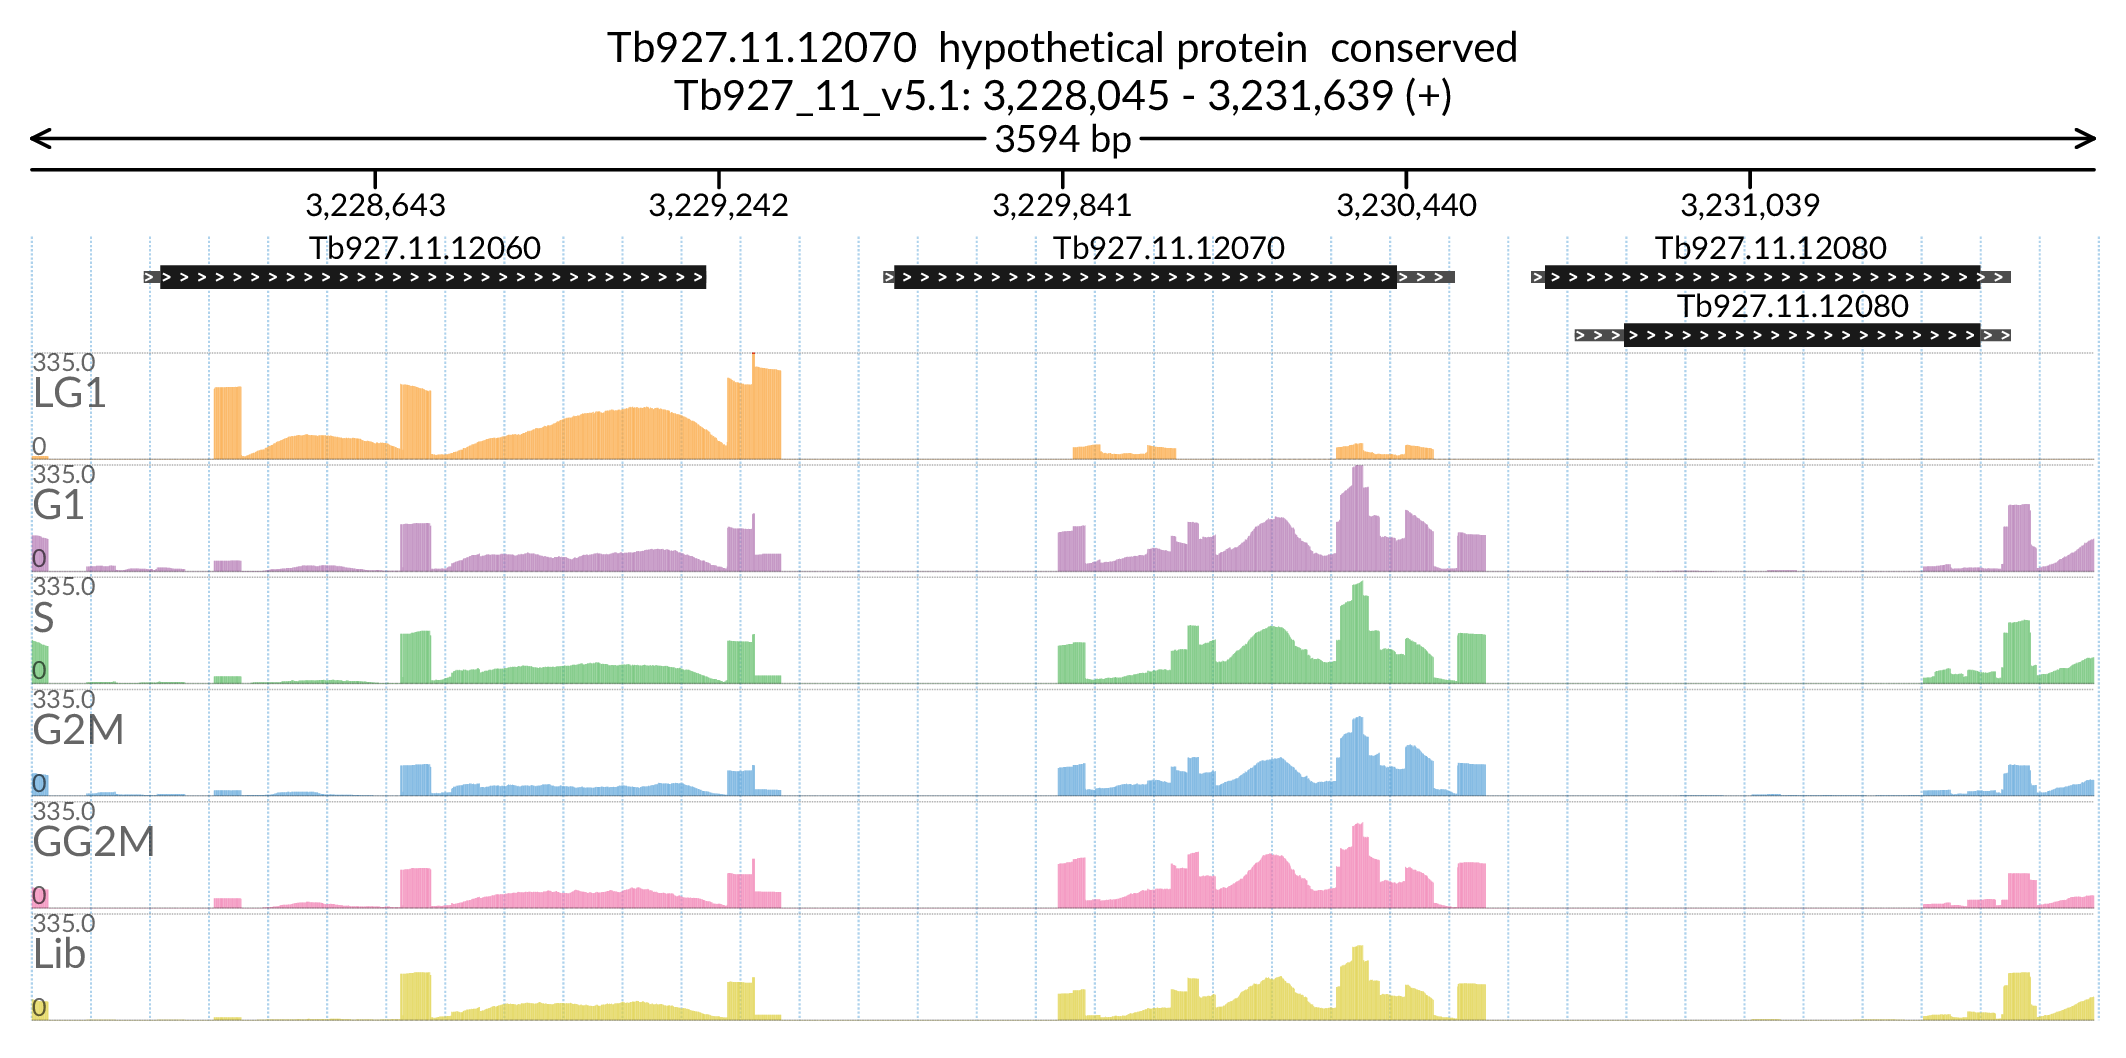 Tb927.11.12070  hypothetical protein  conserved
Tb927_11_v5.1: 3,228,045 - 3,231,639 (+)
3594 bp
3,228,643 3,229,242 3,229,841 3,230,440 3,231,039
Tb927.11.12060 Tb927.11.12070 Tb927.11.12080
Tb927.11.12080
335.0
LG1
0
335.0
G1
0
335.0
S
0
335.0
G2M
0
335.0
GG2M
0
335.0
Lib
0